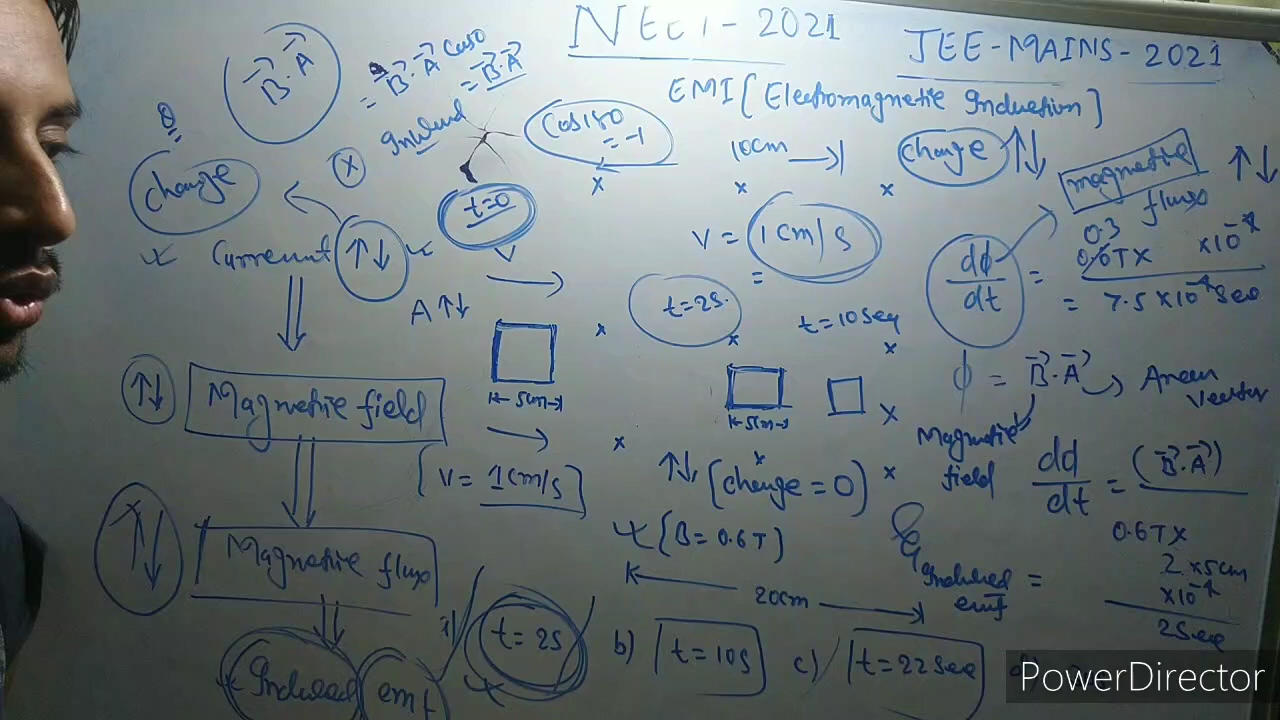 NEET - 2021
JEE-MAINS-2021
EMI [Electromagnetic Induction]
B⃗.A⃗
= B⃗.A⃗ Cosθ
= B⃗.A⃗
Inward
Cos180
= -1
10cm
change ↑↓
magnetic
flux ↑↓
change
t=0
V = 1cm/s
* Current ↑↓
V
A↑↓
t=2s.
t=10sec
dϕ/dt =
0.3
0.6T×
×10⁻⁴
= 7.5×10⁻⁴ sec
ϕ = B⃗.A⃗ → Area
vector
Magnetic
field
↑↓ Magnetic field
5cm
5cm
(V = 1cm/s)
↑↓ [change = 0)
dϕ/dt = (B⃗.A⃗)
(B = 0.6T)
0.6T×
2×5cm
×10⁻⁴
2sec
Induced
emf =
20cm
↑↓ Magnetic flux
Induced emf
t = 2s
b) t=10s
c) t=22sec
PowerDirector